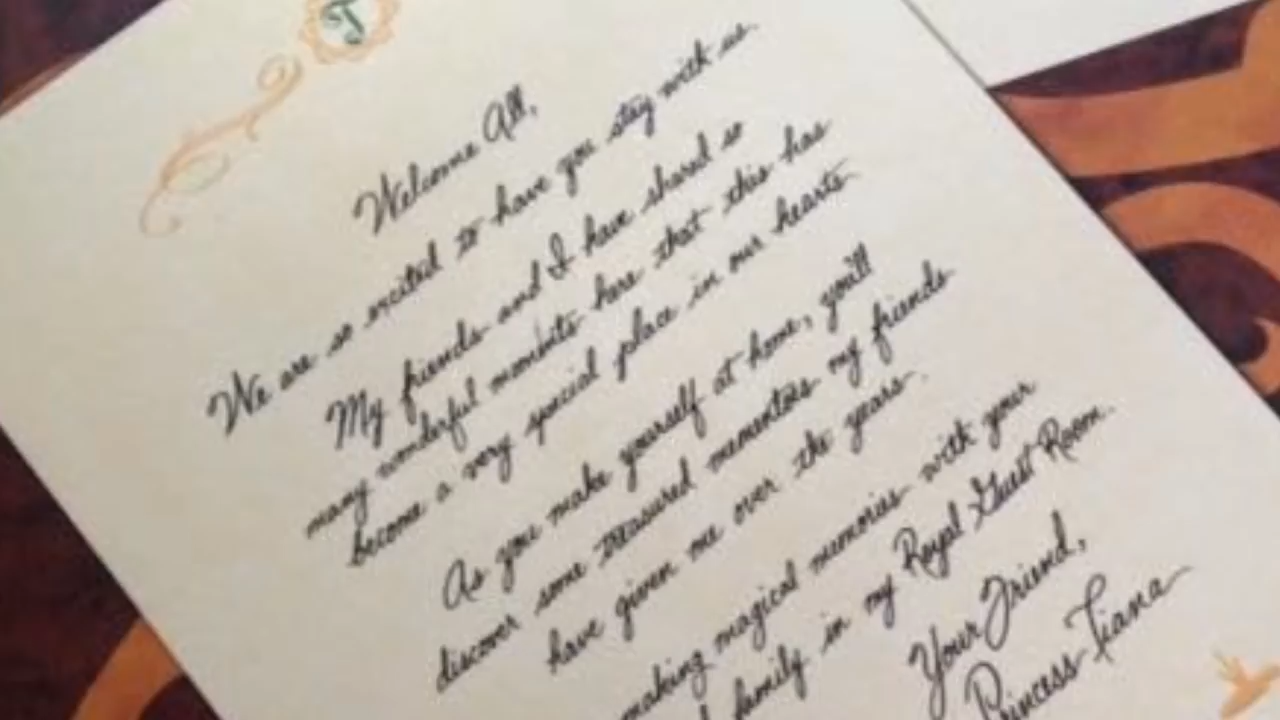 T
Welcome All,
We are so excited to have you stay with us
My friends and I have shared so
many wonderful moments here that this has
become a very special place in our hearts
As you make yourself at home, you'll
discover some treasured mementos my friends
have given me over the years.
making magical memories with your
family in my Royal Guest Room.
Your Friend,
Princess Tiana